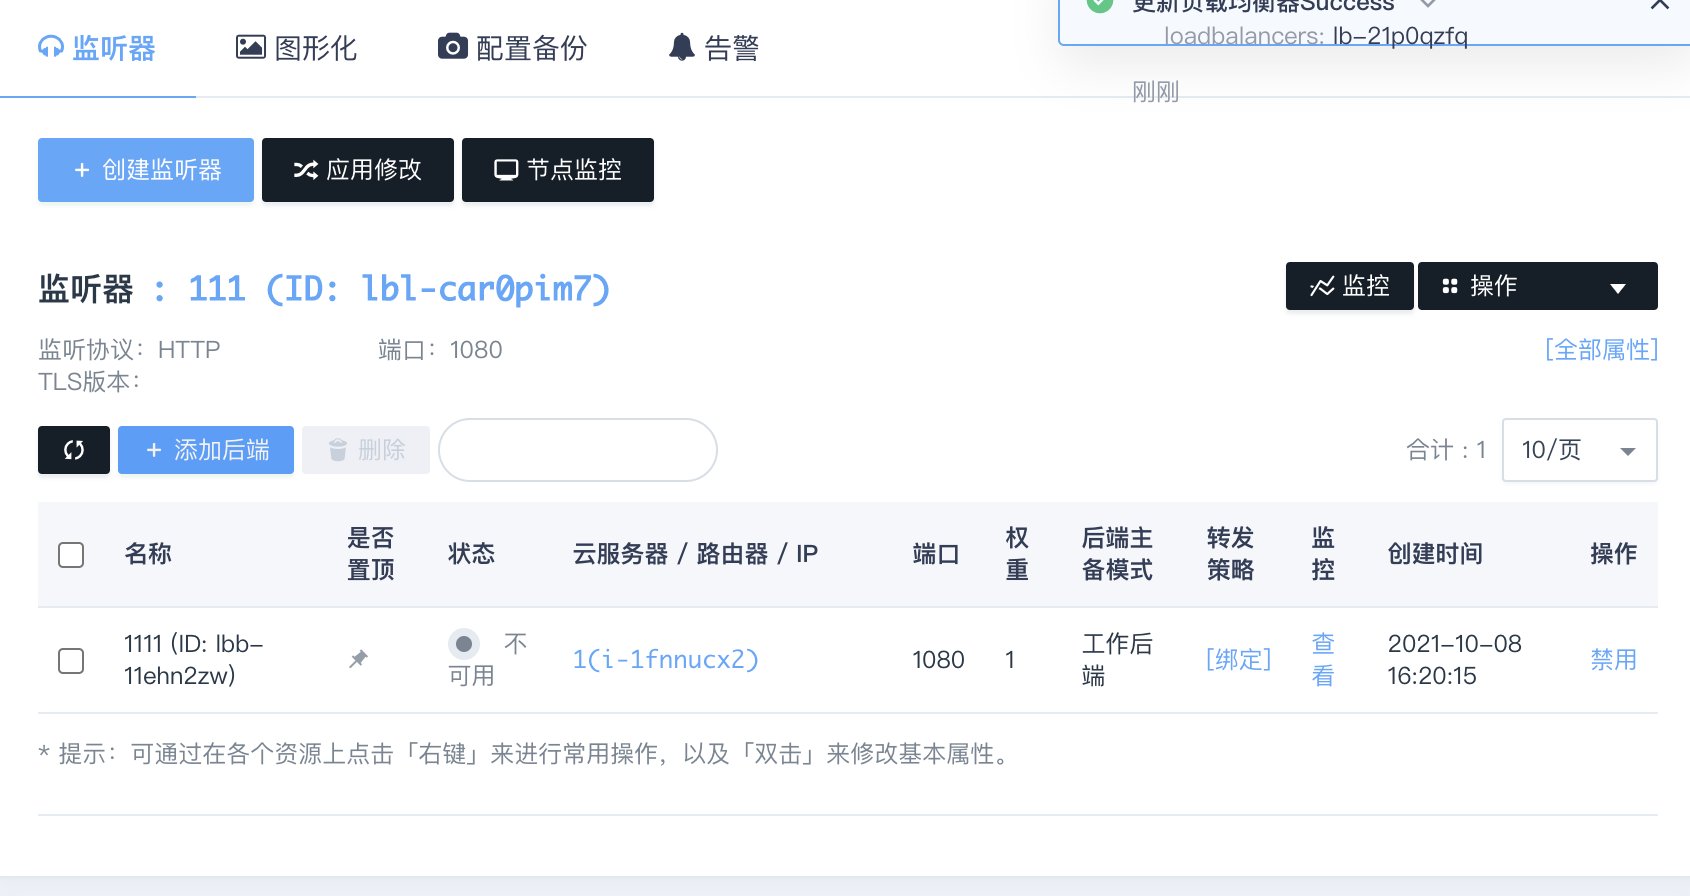 更新负载均衡器Success
loadbalancers: lb-21p0qzfq
刚刚
监听器 图形化 配置备份 告警
+ 创建监听器 应用修改 节点监控
监听器 : 111 (ID: lbl-car0pim7)
监控 操作
监听协议: HTTP 端口: 1080
[全部属性]
TLS版本:
+ 添加后端 删除
合计 : 1 10/页
名称 是否置顶 状态 云服务器 / 路由器 / IP 端口 权重 后端主备模式 转发策略 监控 创建时间 操作
1111 (ID: lbb-11ehn2zw) 不可用 1(i-1fnnucx2) 1080 1 工作后端 [绑定] 查看 2021-10-08 16:20:15 禁用
* 提示: 可通过在各个资源上点击「右键」来进行常用操作, 以及「双击」来修改基本属性。